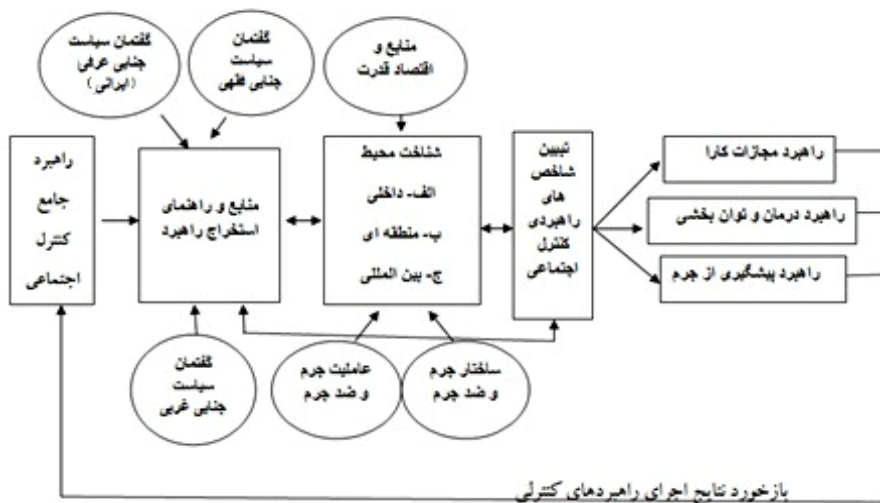 گفتمان سیاست
جنایی عرفی
(ایرانی)
گفتمان
سیاست
جنایی فقهی
منابع و
اقتصاد قدرت
راهبرد
جامع
کنترل
اجتماعی
منابع و راهنمای
استخراج راهبرد
شناخت محیط
الف- داخلی
ب- منطقه ای
ج- بین المللی
تبیین
شاخص
های
راهبردی
کنترل
اجتماعی
راهبرد مجازات کارا
راهبرد درمان و توان بخشی
راهبرد پیشگیری از جرم
گفتمان
سیاست
جنایی غربی
عاملیت جرم
و ضد جرم
ساختار جرم
و ضد جرم
بازخورد نتایج اجرای راهبردهای کنترلی